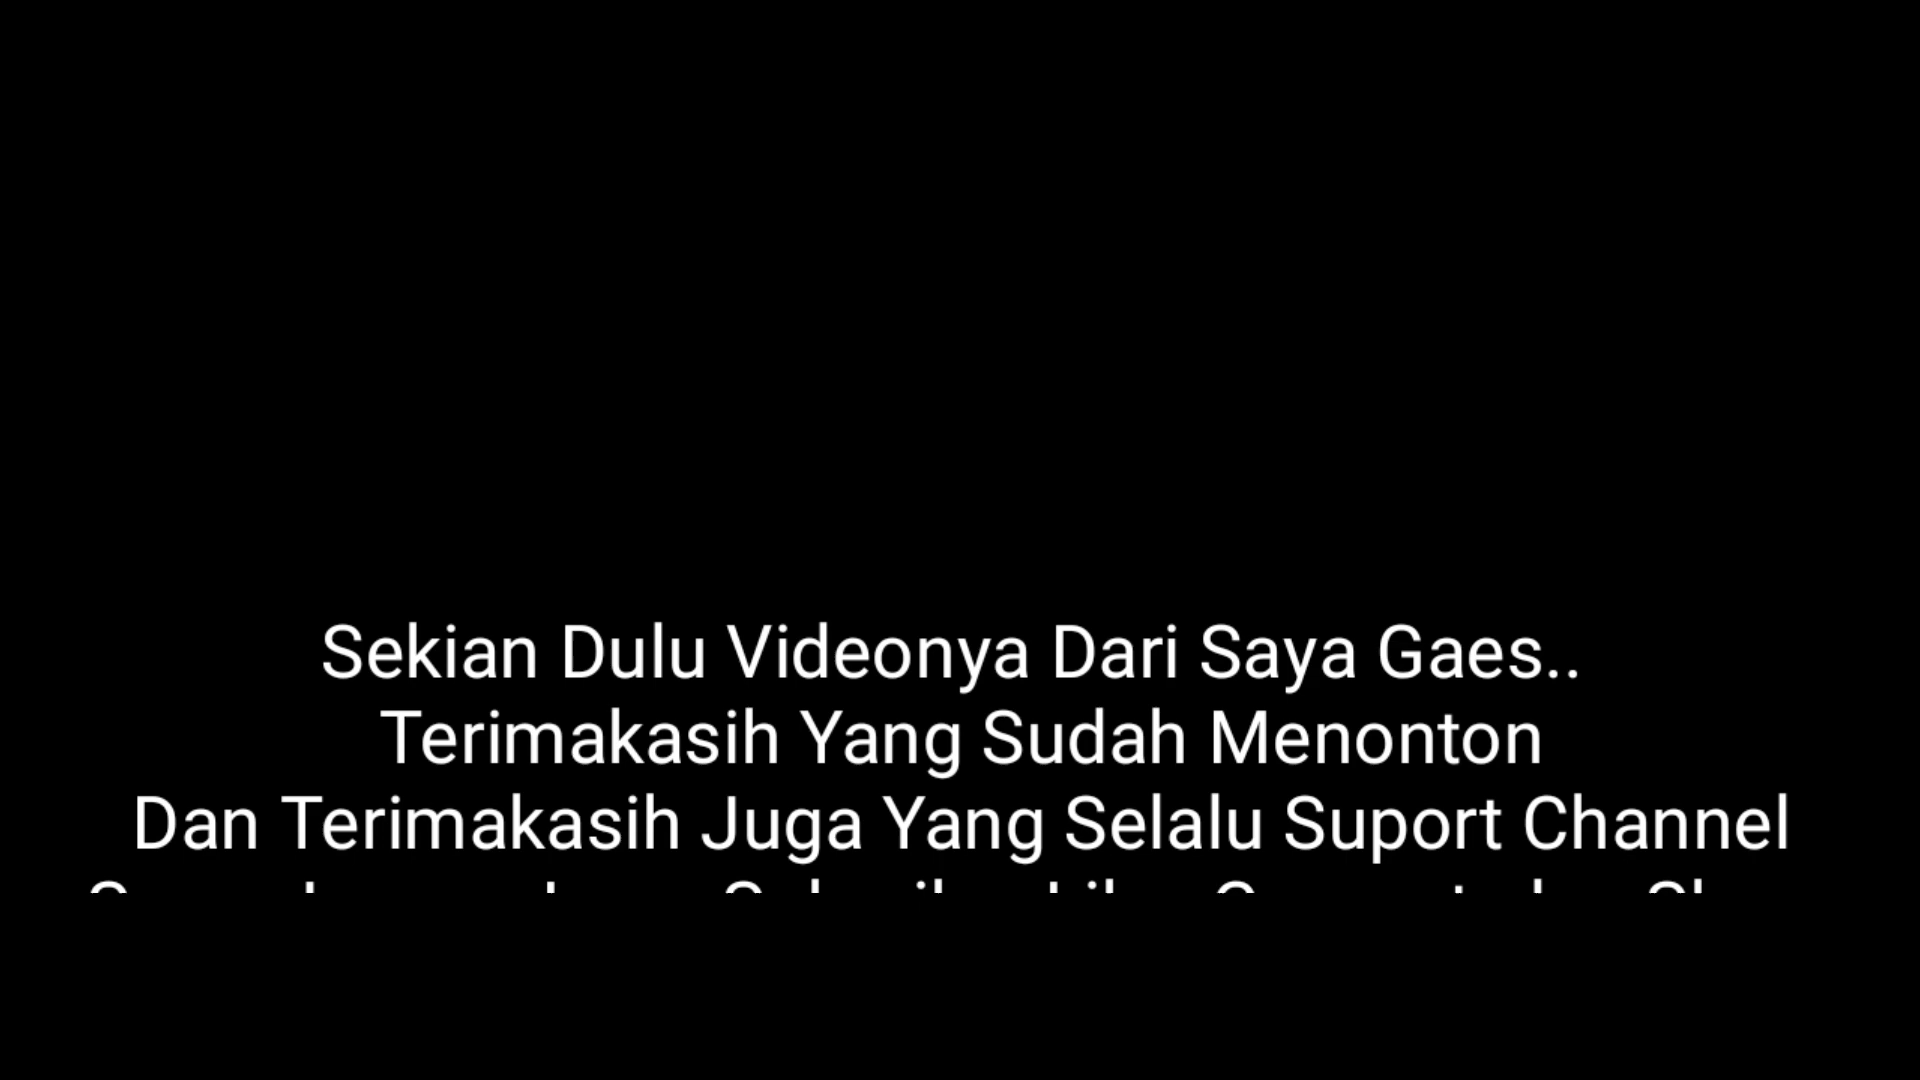 Sekian Dulu Videonya Dari Saya Gaes..
Terimakasih Yang Sudah Menonton
Dan Terimakasih Juga Yang Selalu Suport Channel